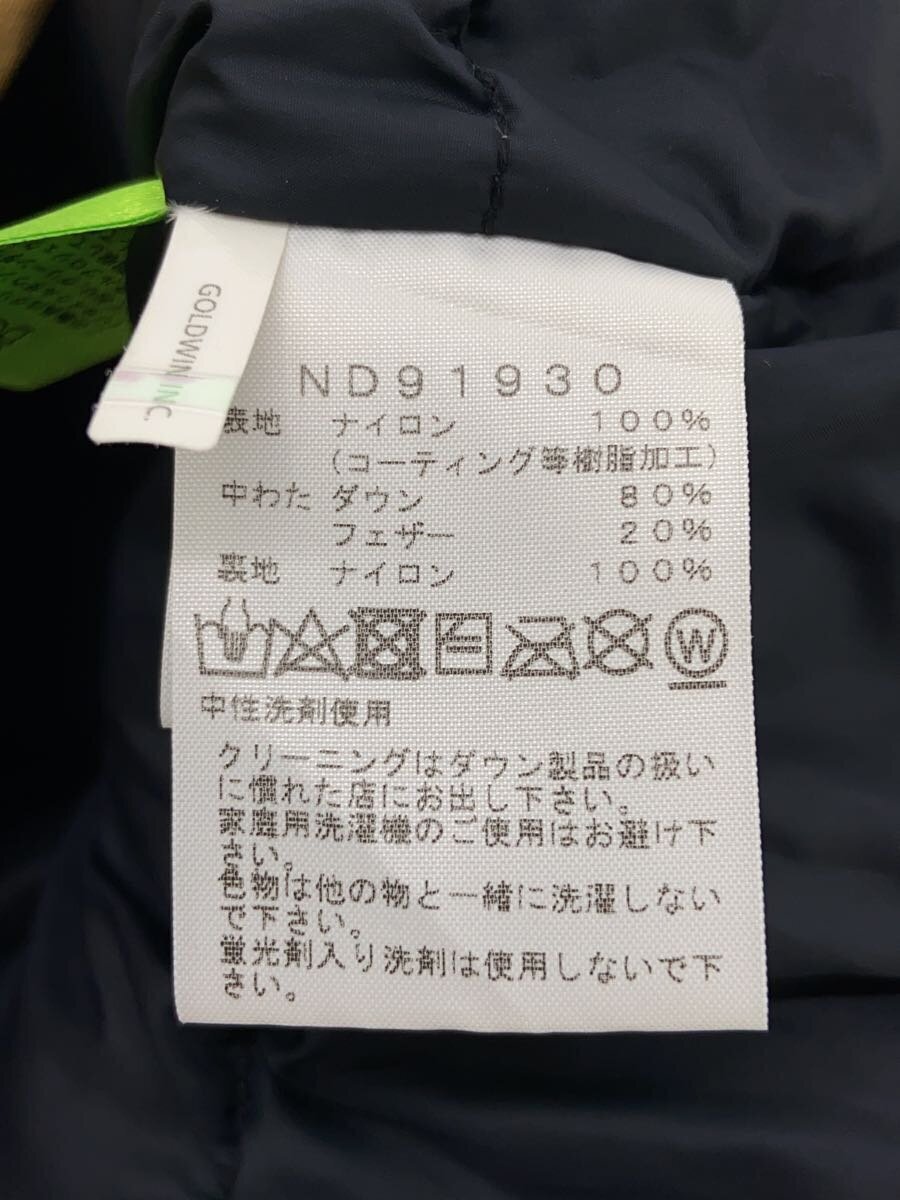 GOLDWIN INC.
ND91930
表地 ナイロン 100%
(コーティング等樹脂加工)
中わた ダウン 80%
フェザー 20%
裏地 ナイロン 100%
W
中性洗剤使用
クリーニングはダウン製品の扱い
に慣れた店にお出し下さい。
家庭用洗濯機のご使用はお避け下
さい。
色物は他の物と一緒に洗濯しない
で下さい。
蛍光剤入り洗剤は使用しないで下
さい。